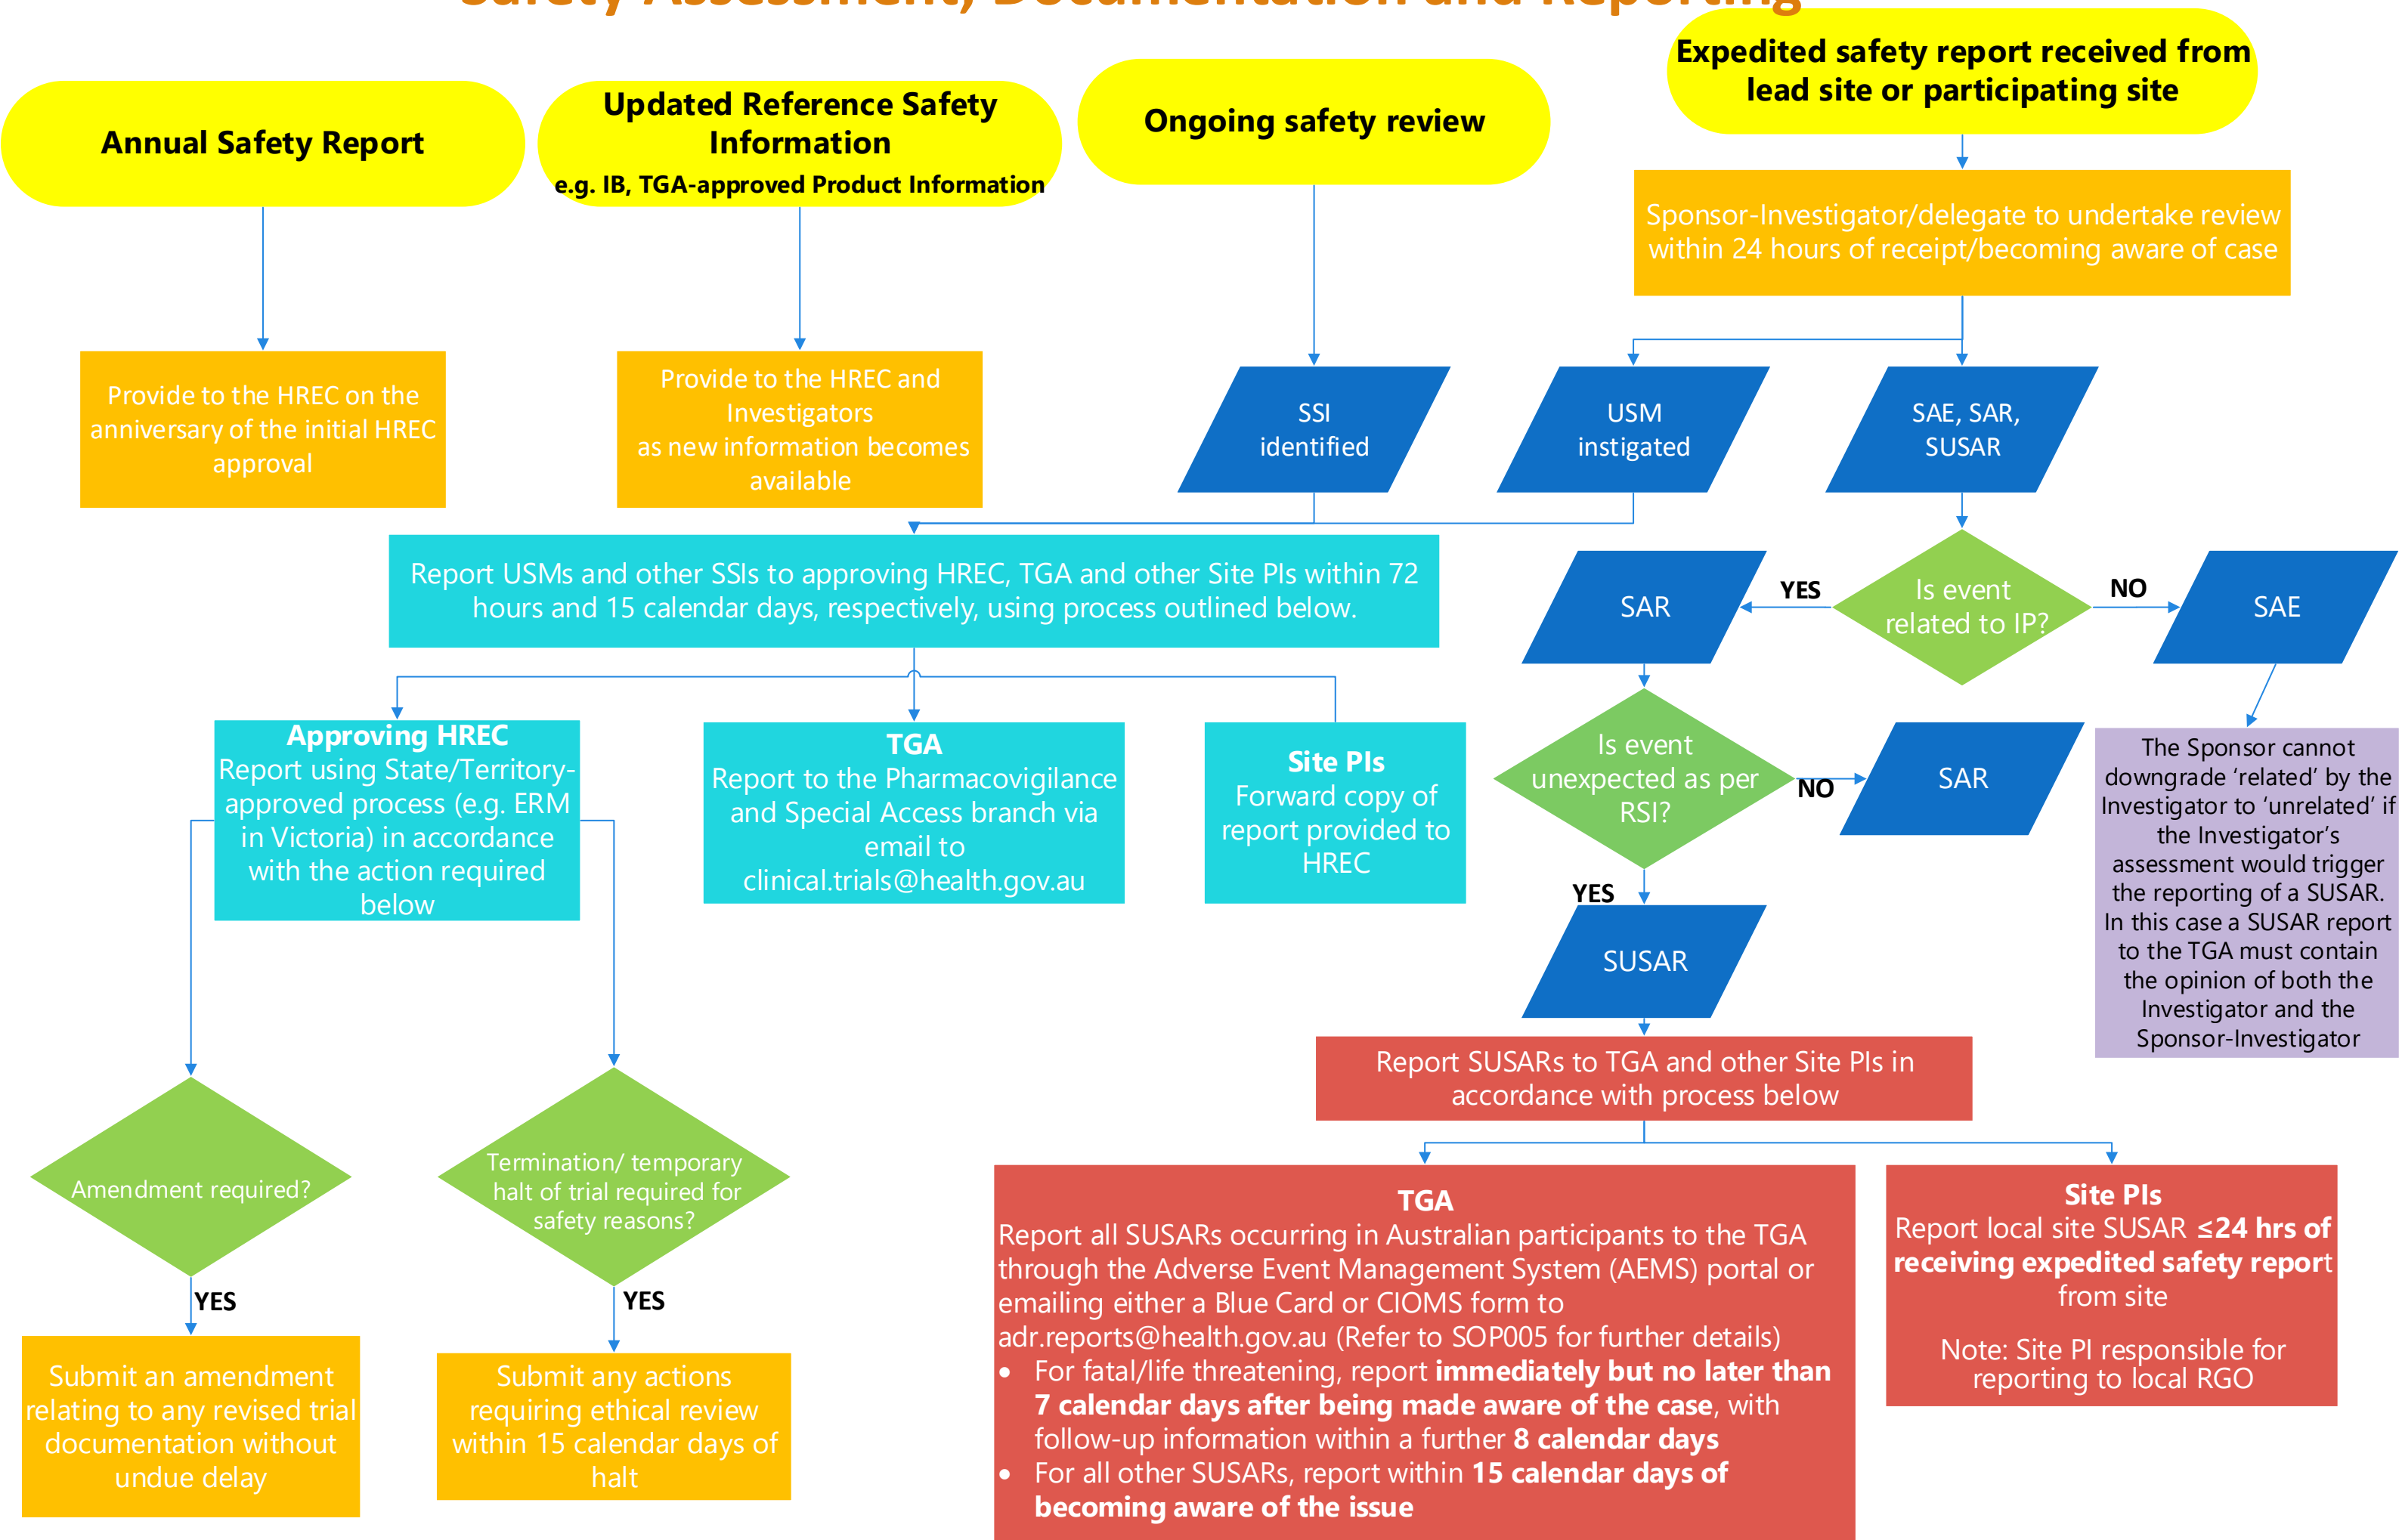 Safety Assessment, Documentation and Reporting
Expedited safety report received from
lead site or participating site
Annual Safety Report
Updated Reference Safety
Information
e.g. IB, TGA-approved Product Information
Ongoing safety review
Sponsor-Investigator/delegate to undertake review
within 24 hours of receipt/becoming aware of case
Provide to the HREC on the
anniversary of the initial HREC
approval
Provide to the HREC and
Investigators
as new information becomes
available
SSI
identified
USM
instigated
SAE, SAR,
SUSAR
Report USMs and other SSIs to approving HREC, TGA and other Site PIs within 72
hours and 15 calendar days, respectively, using process outlined below.
SAR
YES
Is event
related to IP?
NO
SAE
Approving HREC
Report using State/Territory-
approved process (e.g. ERM
in Victoria) in accordance
with the action required
below
TGA
Report to the Pharmacovigilance
and Special Access branch via
email to
clinical.trials@health.gov.au
Site PIs
Forward copy of
report provided to
HREC
Is event
unexpected as per
RSI?
NO
SAR
The Sponsor cannot
downgrade ‘related’ by the
Investigator to ‘unrelated’ if
the Investigator’s
assessment would trigger
the reporting of a SUSAR.
In this case a SUSAR report
to the TGA must contain
the opinion of both the
Investigator and the
Sponsor-Investigator
YES
SUSAR
Report SUSARs to TGA and other Site PIs in
accordance with process below
Amendment required?
Termination/ temporary
halt of trial required for
safety reasons?
YES
YES
Submit an amendment
relating to any revised trial
documentation without
undue delay
Submit any actions
requiring ethical review
within 15 calendar days of
halt
TGA
Report all SUSARs occurring in Australian participants to the TGA
through the Adverse Event Management System (AEMS) portal or
emailing either a Blue Card or CIOMS form to
adr.reports@health.gov.au (Refer to SOP005 for further details)
• For fatal/life threatening, report immediately but no later than
7 calendar days after being made aware of the case, with
follow-up information within a further 8 calendar days
• For all other SUSARs, report within 15 calendar days of
becoming aware of the issue
Site PIs
Report local site SUSAR ≤24 hrs of
receiving expedited safety report
from site
Note: Site PI responsible for
reporting to local RGO